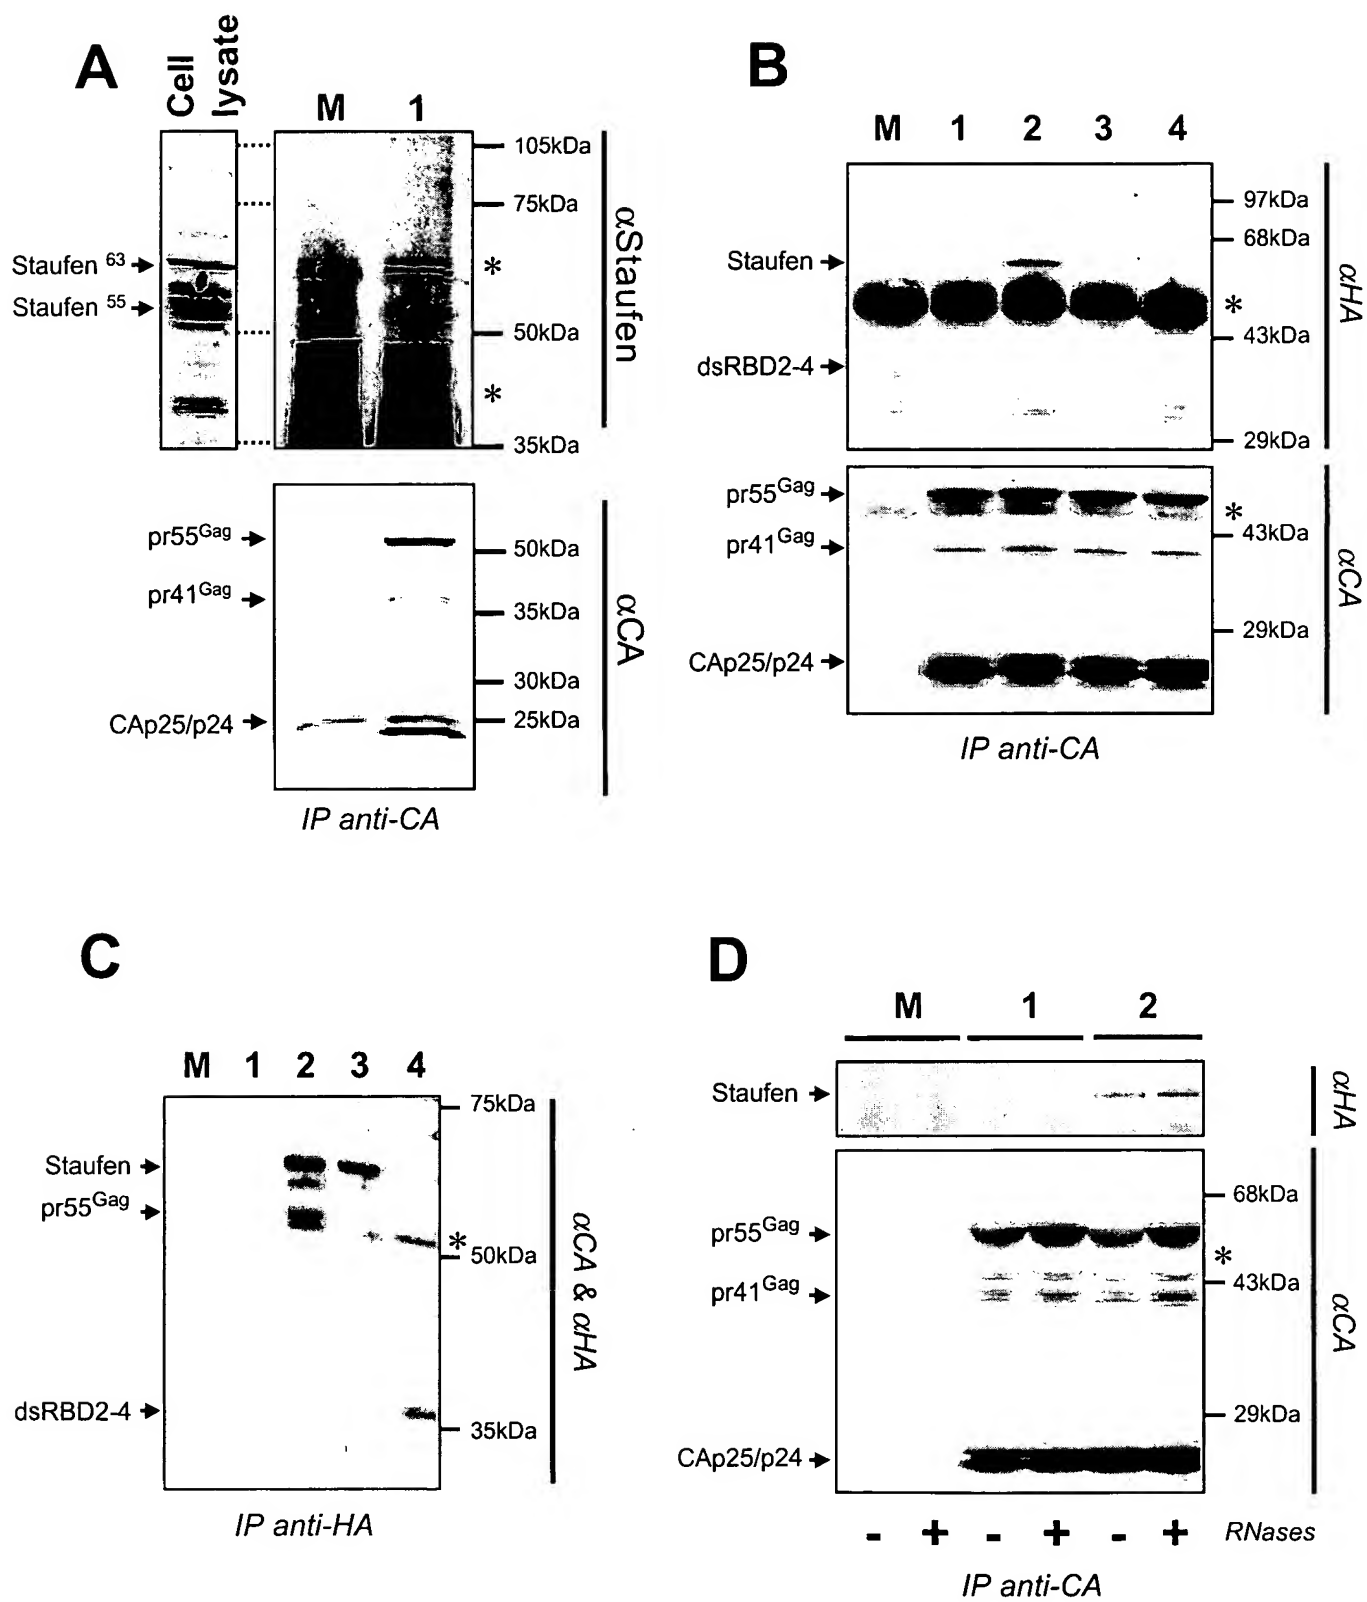 A
Cell lysate
M 1
105kDa
75kDa
Staufen 63
*
Staufen 55
50kDa
*
35kDa
αStaufen
pr55Gag
50kDa
pr41Gag
35kDa
30kDa
CAp25/p24
25kDa
αCA
IP anti-CA
B
M 1 2 3 4
97kDa
68kDa
Staufen
*
43kDa
dsRBD2-4
29kDa
αHA
pr55Gag
*
43kDa
pr41Gag
29kDa
CAp25/p24
αCA
IP anti-CA
C
M 1 2 3 4
75kDa
Staufen
pr55Gag
*
50kDa
dsRBD2-4
35kDa
αCA & αHA
IP anti-HA
D
M 1 2
Staufen
αHA
68kDa
pr55Gag
*
43kDa
pr41Gag
29kDa
CAp25/p24
αCA
- + - + - + RNases
IP anti-CA